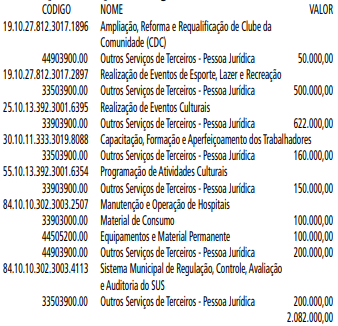 CODIGO NOME VALOR
19.10.27.812.3017.1896 Ampliação, Reforma e Requalificação de Clube da
Comunidade (CDC)
44903900.00 Outros Serviços de Terceiros - Pessoa Jurídica 50.000,00
19.10.27.812.3017.2897 Realização de Eventos de Esporte, Lazer e Recreação
33503900.00 Outros Serviços de Terceiros - Pessoa Jurídica 500.000,00
25.10.13.392.3001.6395 Realização de Eventos Culturais
33903900.00 Outros Serviços de Terceiros - Pessoa Jurídica 622.000,00
30.10.11.333.3019.8088 Capacitação, Formação e Aperfeiçoamento dos Trabalhadores
33503900.00 Outros Serviços de Terceiros - Pessoa Jurídica 160.000,00
55.10.13.392.3001.6354 Programação de Atividades Culturais
33903900.00 Outros Serviços de Terceiros - Pessoa Jurídica 150.000,00
84.10.10.302.3003.2507 Manutenção e Operação de Hospitais
33903000.00 Material de Consumo 100.000,00
44505200.00 Equipamentos e Material Permanente 100.000,00
44903900.00 Outros Serviços de Terceiros - Pessoa Jurídica 200.000,00
84.10.10.302.3003.4113 Sistema Municipal de Regulação, Controle, Avaliação
e Auditoria do SUS
33503900.00 Outros Serviços de Terceiros - Pessoa Jurídica 200.000,00
2.082.000,00